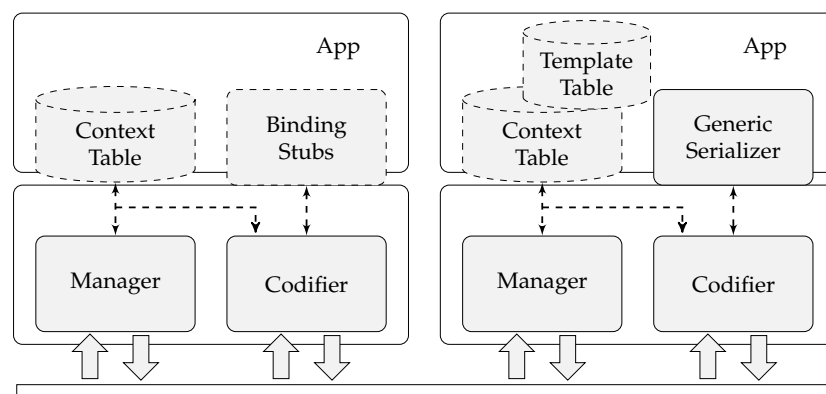 App
Context
Table
Binding
Stubs
Manager
Codifier
App
Template
Table
Context
Table
Generic
Serializer
Manager
Codifier